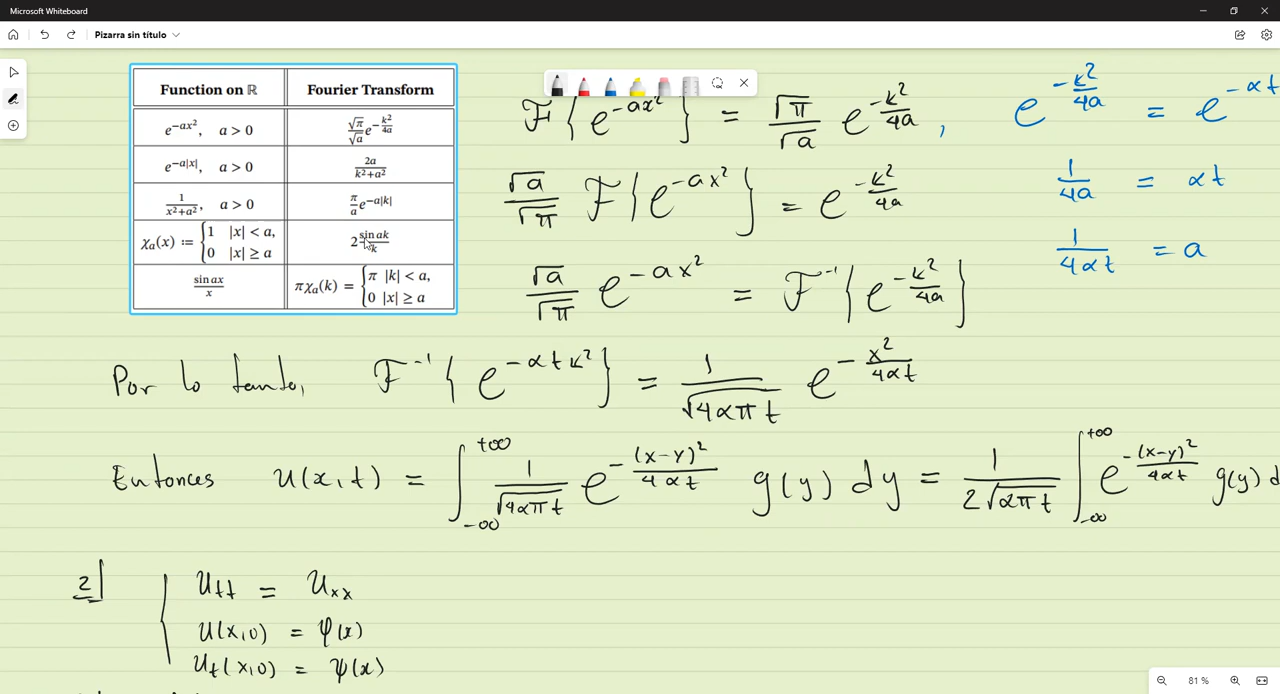 Microsoft Whiteboard
Pizarra sin título
Function on ℝ Fourier Transform
e^{-ax²}, a > 0 √π/√a e^{-k²/4a}
e^{-a|x|}, a > 0 2a/(k²+a²)
1/(x²+a²), a > 0 π/a e^{-a|k|}
χₐ(x) := {1 |x| < a, 0 |x| ≥ a 2 sin ak/k
sin ax/x πχₐ(k) = {π |k| < a, 0 |x| ≥ a
ℱ{e^{-ax²}} = √π/√a e^{-k²/4a},
√a/√π ℱ{e^{-ax²}} = e^{-k²/4a}
√a/√π e^{-ax²} = ℱ⁻¹{e^{-k²/4a}}
e^{-k²/4a} = e^{-αt
1/4a = αt
1/4αt = a
Por lo tanto, ℱ⁻¹{e^{-αtk²}} = 1/√(4απt) e^{-x²/4αt}
Entonces u(x,t) = ∫_{-∞}^{+∞} 1/√(4απt) e^{-(x-y)²/4αt} g(y) dy = 1/(2√(απt)) ∫_{-∞}^{+∞} e^{-(x-y)²/4αt} g(y) d
2| { u_tt = u_xx
u(x,0) = φ(x)
u_t(x,0) = ψ(x)
81 %